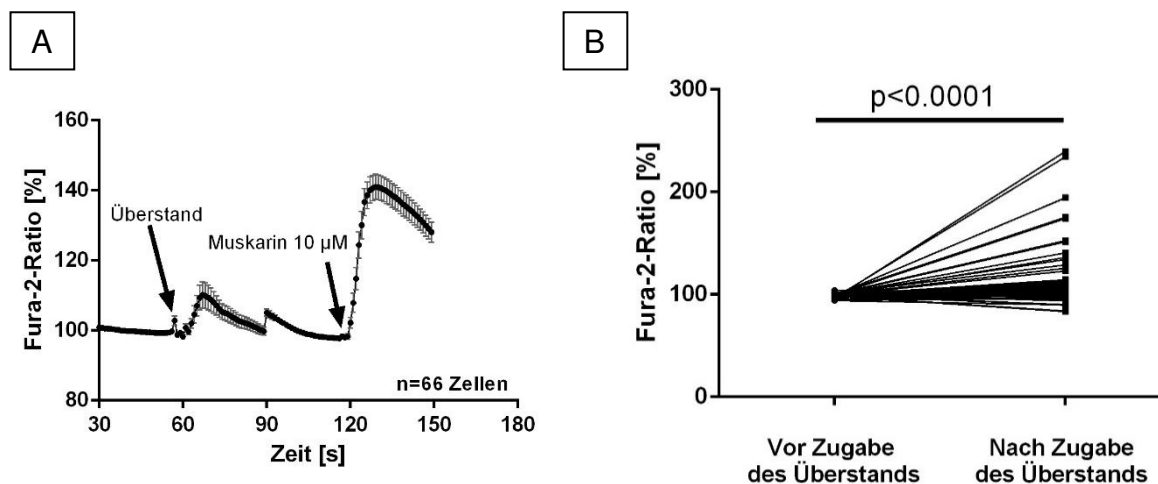 A
Fura-2-Ratio [%]
160
140
120
100
80
Überstand
Muskarin 10 µM
n=66 Zellen
30
60
90
120
150
180
Zeit [s]
B
Fura-2-Ratio [%]
300
200
100
0
p<0.0001
Vor Zugabe
des Überstands
Nach Zugabe
des Überstands